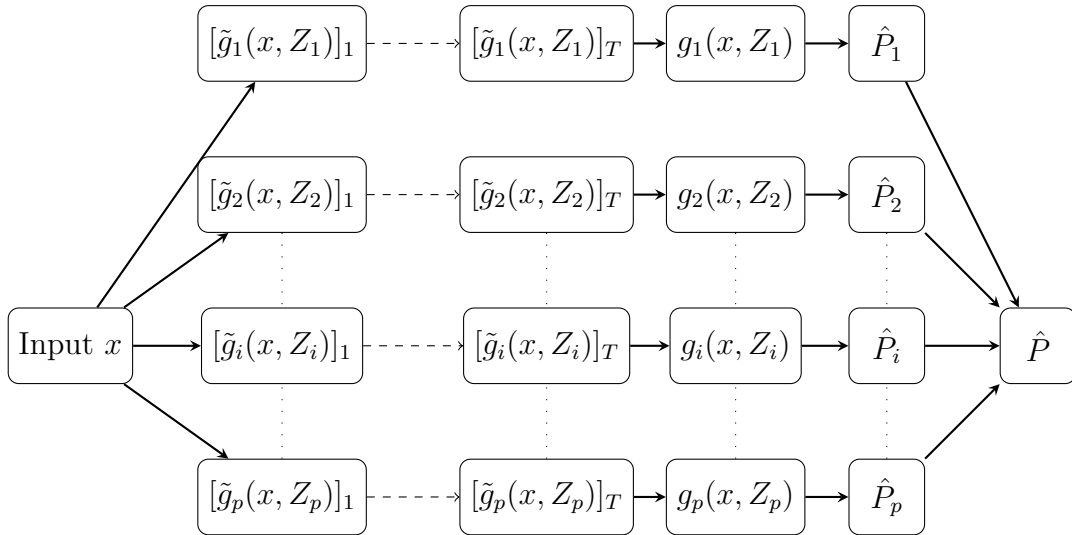 [g̃₁(x, Z₁)]₁ [g̃₁(x, Z₁)]_T g₁(x, Z₁) P̂₁
[g̃₂(x, Z₂)]₁ [g̃₂(x, Z₂)]_T g₂(x, Z₂) P̂₂
Input x [g̃ᵢ(x, Zᵢ)]₁ [g̃ᵢ(x, Zᵢ)]_T gᵢ(x, Zᵢ) P̂ᵢ P̂
[g̃ₚ(x, Zₚ)]₁ [g̃ₚ(x, Zₚ)]_T gₚ(x, Zₚ) P̂ₚ